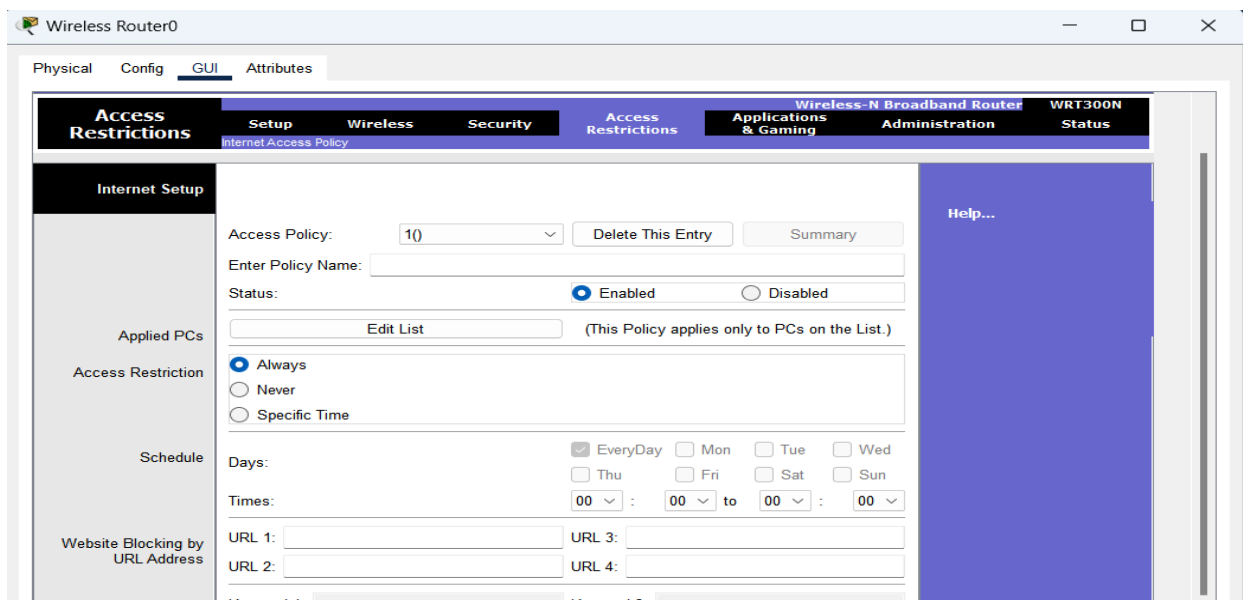 Wireless Router0
Physical Config GUI Attributes
Access Restrictions
Wireless-N Broadband Router WRT300N
Setup Wireless Security Access Restrictions Applications & Gaming Administration Status
Internet Access Policy
Internet Setup
Help...
Access Policy: 1() Delete This Entry Summary
Enter Policy Name:
Status: Enabled Disabled
Applied PCs Edit List (This Policy applies only to PCs on the List.)
Access Restriction Always
Never
Specific Time
Schedule Days: EveryDay Mon Tue Wed
Thu Fri Sat Sun
Times: 00 : 00 to 00 : 00
Website Blocking by URL Address
URL 1: URL 3:
URL 2: URL 4: